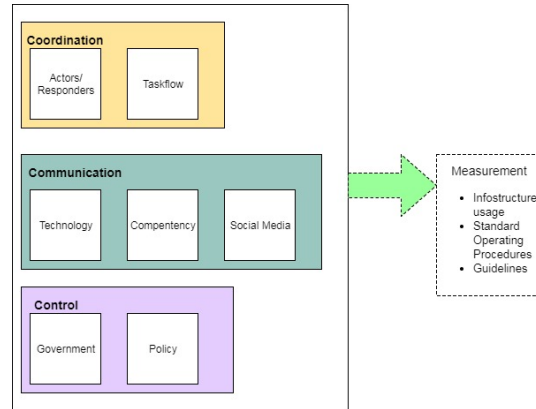 Coordination
Actors/
Responders
Taskflow
Communication
Technology
Compentency
Social Media
Control
Government
Policy
Measurement
• Infostructure
usage
• Standard
Operating
Procedures
• Guidelines